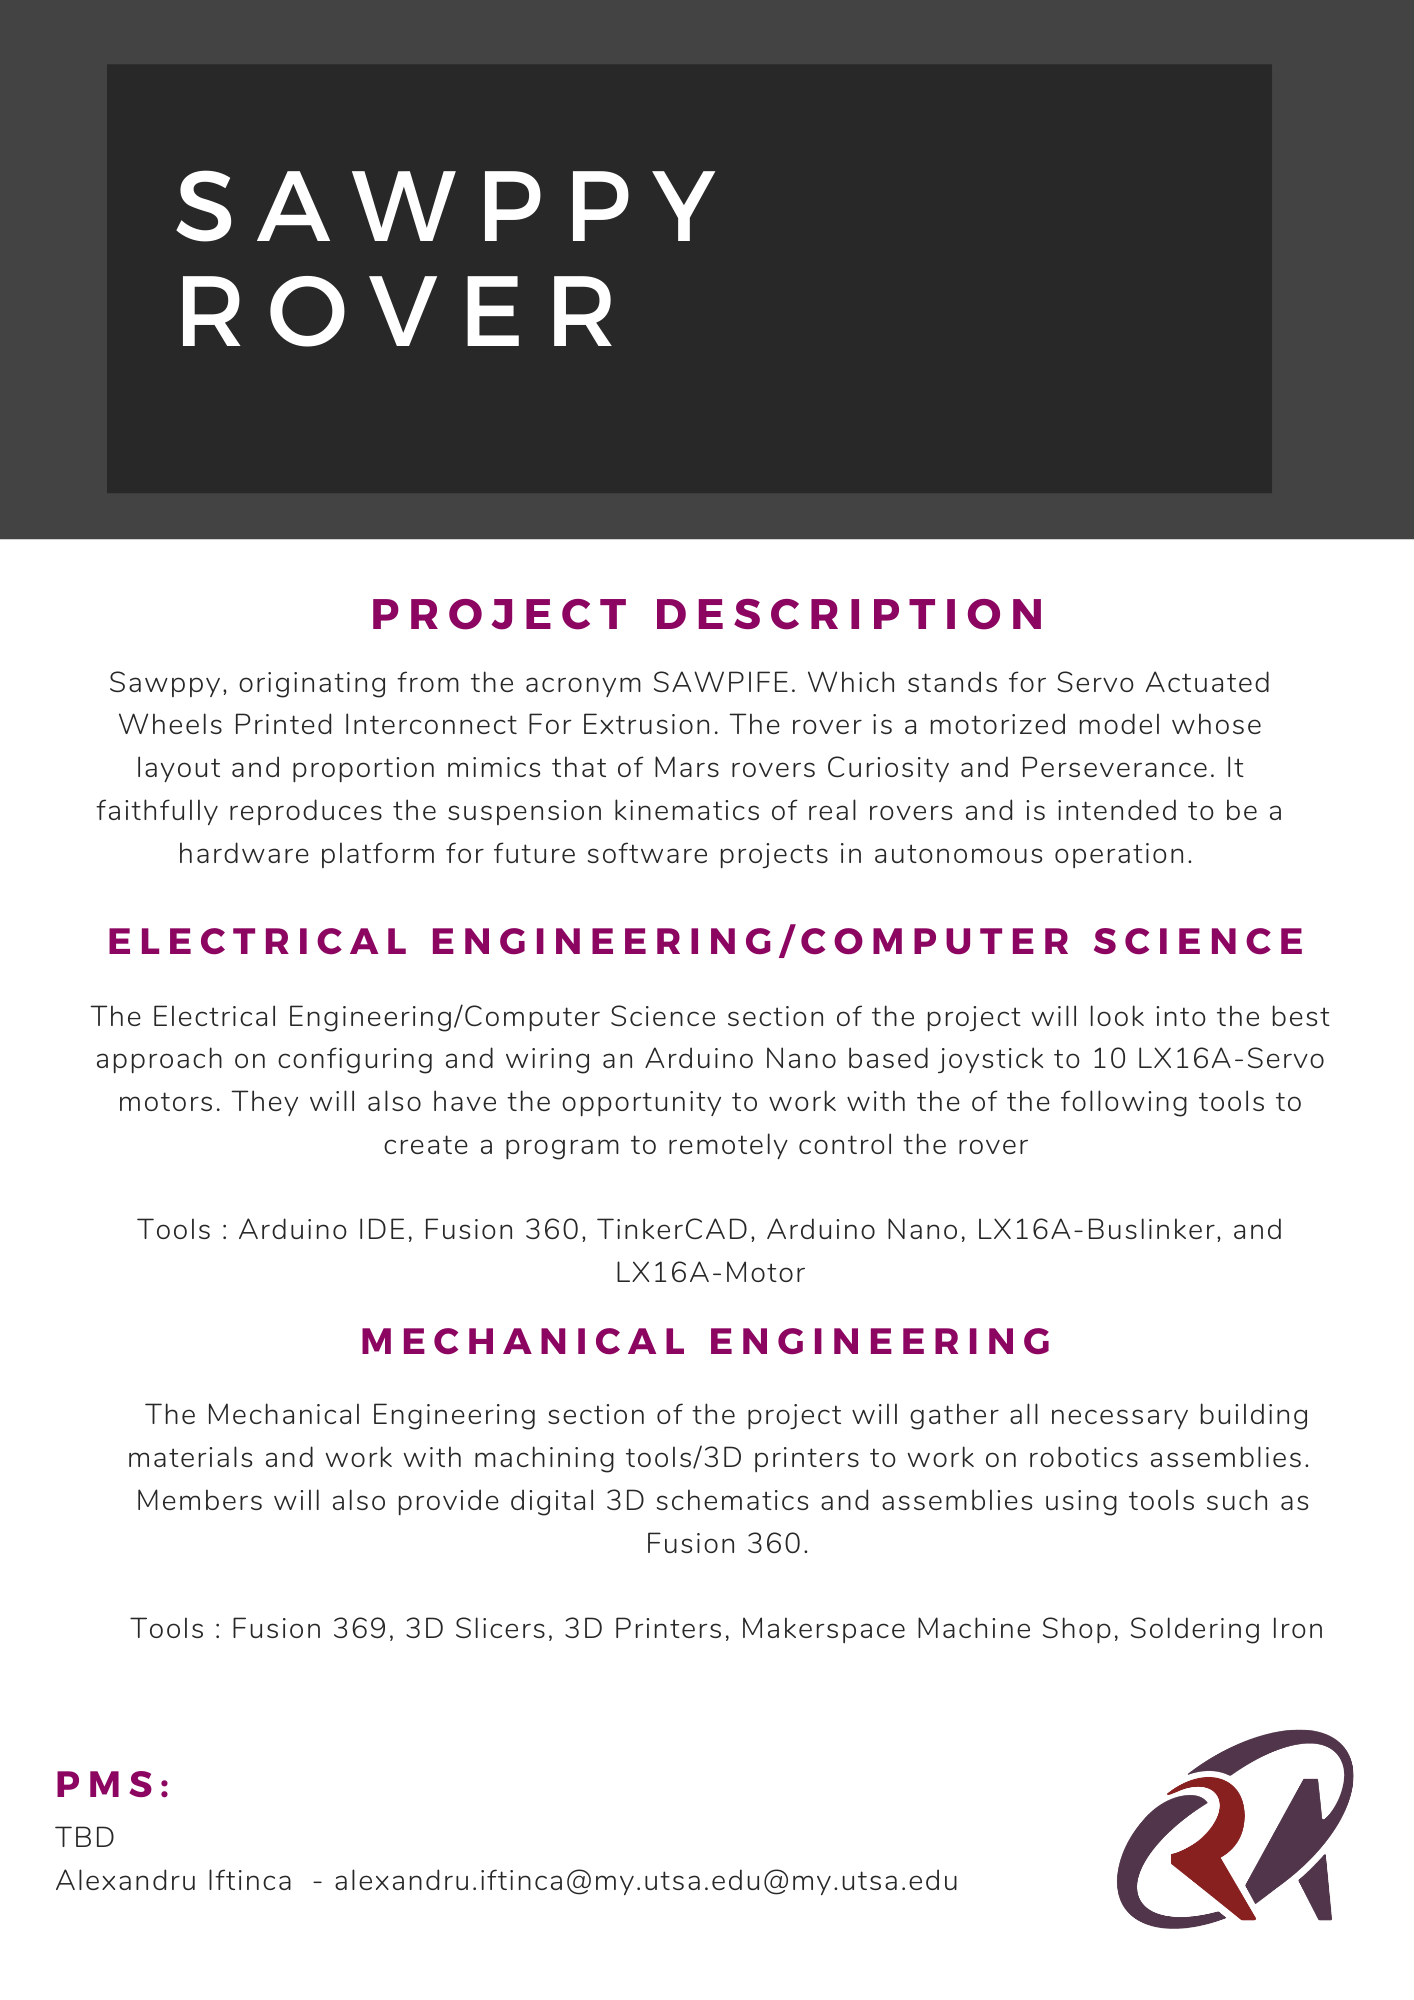 SAWPPY
ROVER
PROJECT DESCRIPTION
Sawppy, originating from the acronym SAWPIFE. Which stands for Servo Actuated
Wheels Printed Interconnect For Extrusion. The rover is a motorized model whose
layout and proportion mimics that of Mars rovers Curiosity and Perseverance. It
faithfully reproduces the suspension kinematics of real rovers and is intended to be a
hardware platform for future software projects in autonomous operation.
ELECTRICAL ENGINEERING/COMPUTER SCIENCE
The Electrical Engineering/Computer Science section of the project will look into the best
approach on configuring and wiring an Arduino Nano based joystick to 10 LX16A-Servo
motors. They will also have the opportunity to work with the of the following tools to
create a program to remotely control the rover
Tools : Arduino IDE, Fusion 360, TinkerCAD, Arduino Nano, LX16A-Buslinker, and
LX16A-Motor
MECHANICAL ENGINEERING
The Mechanical Engineering section of the project will gather all necessary building
materials and work with machining tools/3D printers to work on robotics assemblies.
Members will also provide digital 3D schematics and assemblies using tools such as
Fusion 360.
Tools : Fusion 369, 3D Slicers, 3D Printers, Makerspace Machine Shop, Soldering Iron
PMS:
TBD
Alexandru Iftinca - alexandru.iftinca@my.utsa.edu@my.utsa.edu
RA